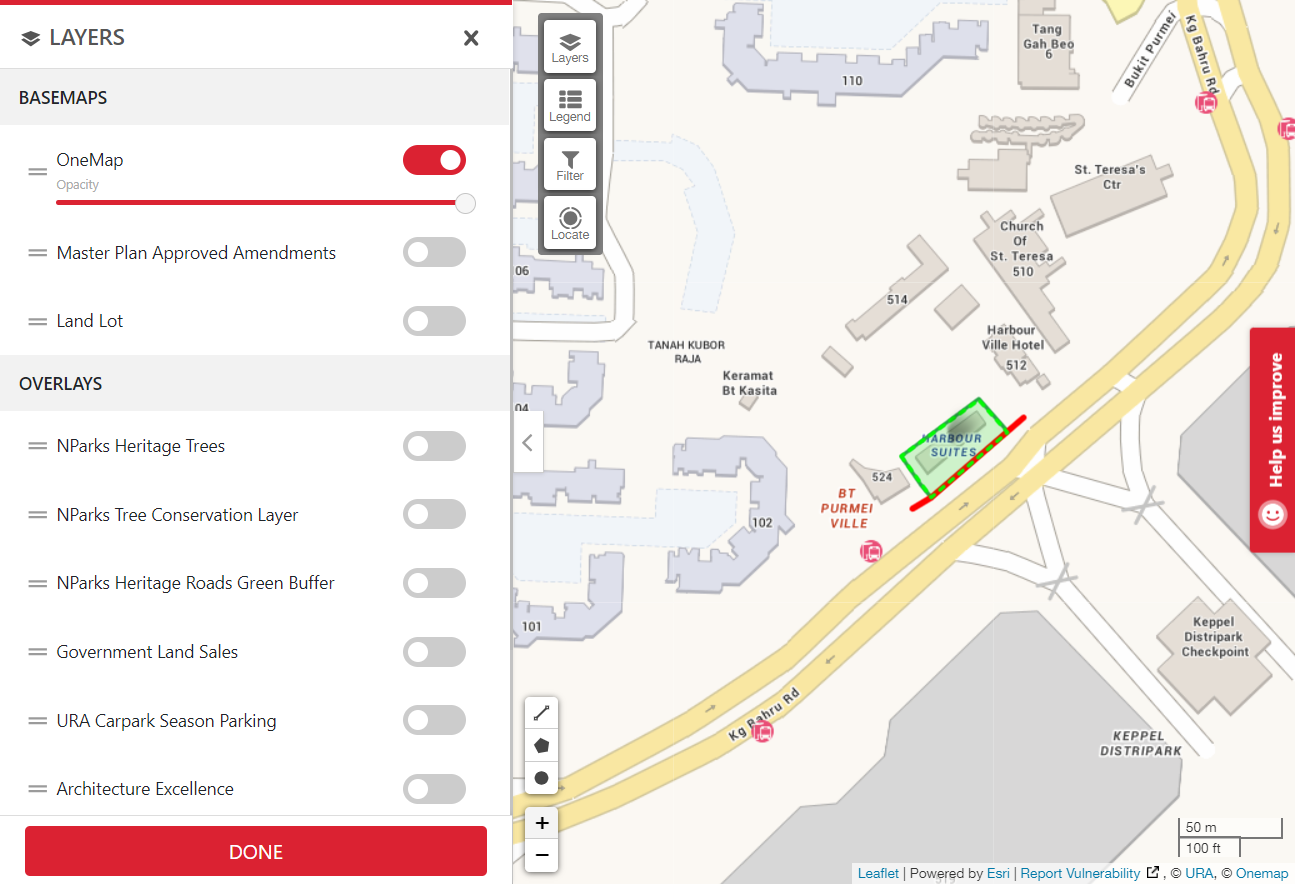 LAYERS
BASEMAPS
OneMap
Opacity
Master Plan Approved Amendments
Land Lot
OVERLAYS
NParks Heritage Trees
NParks Tree Conservation Layer
NParks Heritage Roads Green Buffer
Government Land Sales
URA Carpark Season Parking
Architecture Excellence
DONE
Layers
Legend
Filter
Locate
110
Tang
Gah Beo
6
Bukit Purmei
Kg Bahru Rd
St. Teresa's
Ctr
Church
Of
St. Teresa
510
06
514
Harbour
Ville Hotel
512
TANAH KUBOR
RAJA
Keramat
Bt Kasita
04
HARBOUR
SUITES
524
BT
PURMEI
VILLE
102
101
Help us improve
Keppel
Distripark
Checkpoint
Kg Bahru Rd
KEPPEL
DISTRIPARK
+
−
50 m
100 ft
Leaflet | Powered by Esri | Report Vulnerability , © URA, © Onemap